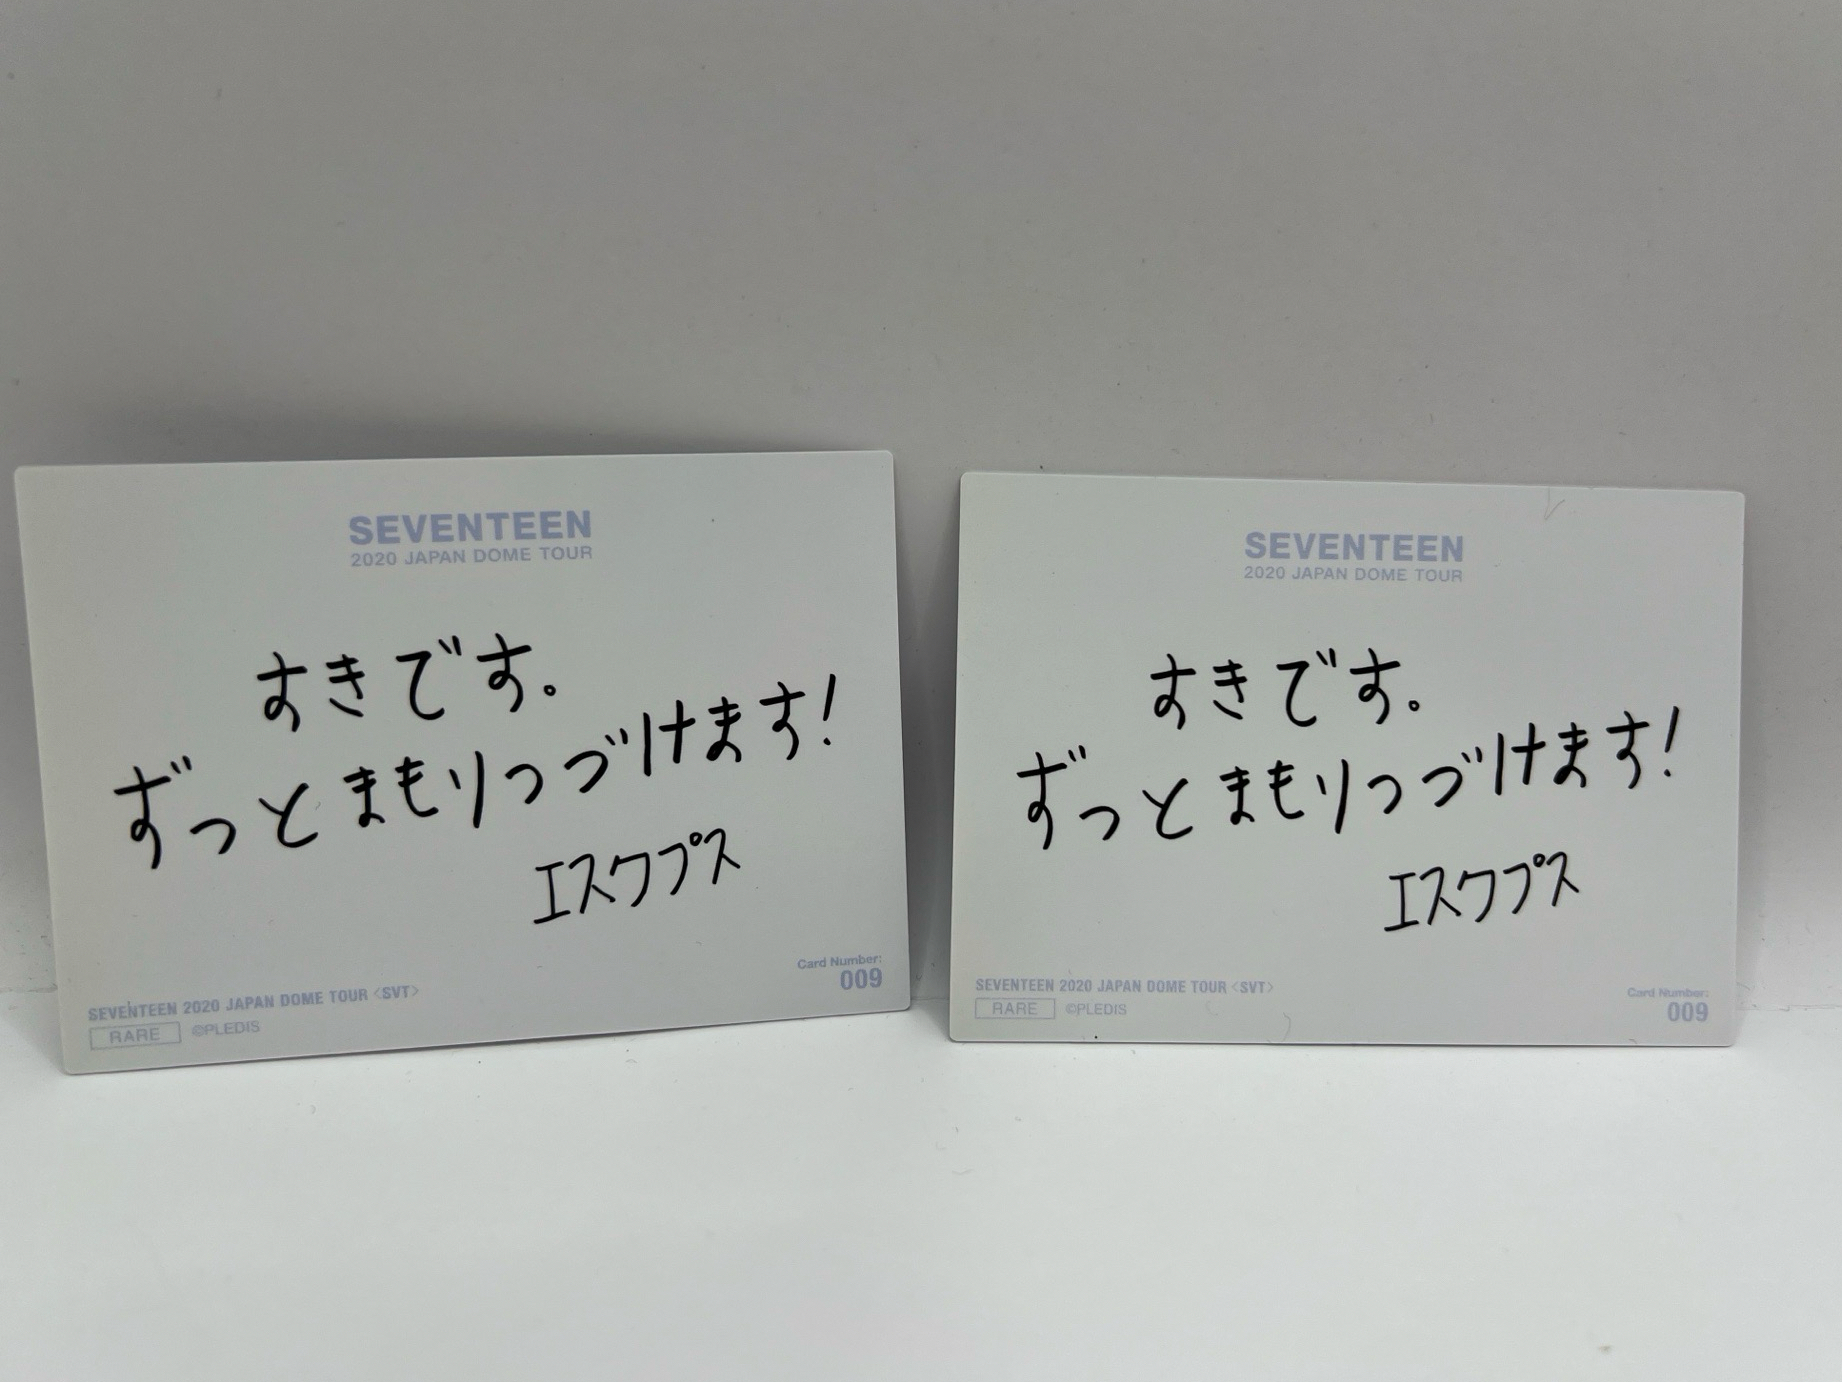 SEVENTEEN
2020 JAPAN DOME TOUR
すきです。
ずっとまもりつづけます!
エスクプス
Card Number:
009
SEVENTEEN 2020 JAPAN DOME TOUR <SVT>
RARE ©PLEDIS
SEVENTEEN
2020 JAPAN DOME TOUR
すきです。
ずっとまもりつづけます!
エスクプス
Card Number:
009
SEVENTEEN 2020 JAPAN DOME TOUR <SVT>
RARE ©PLEDIS